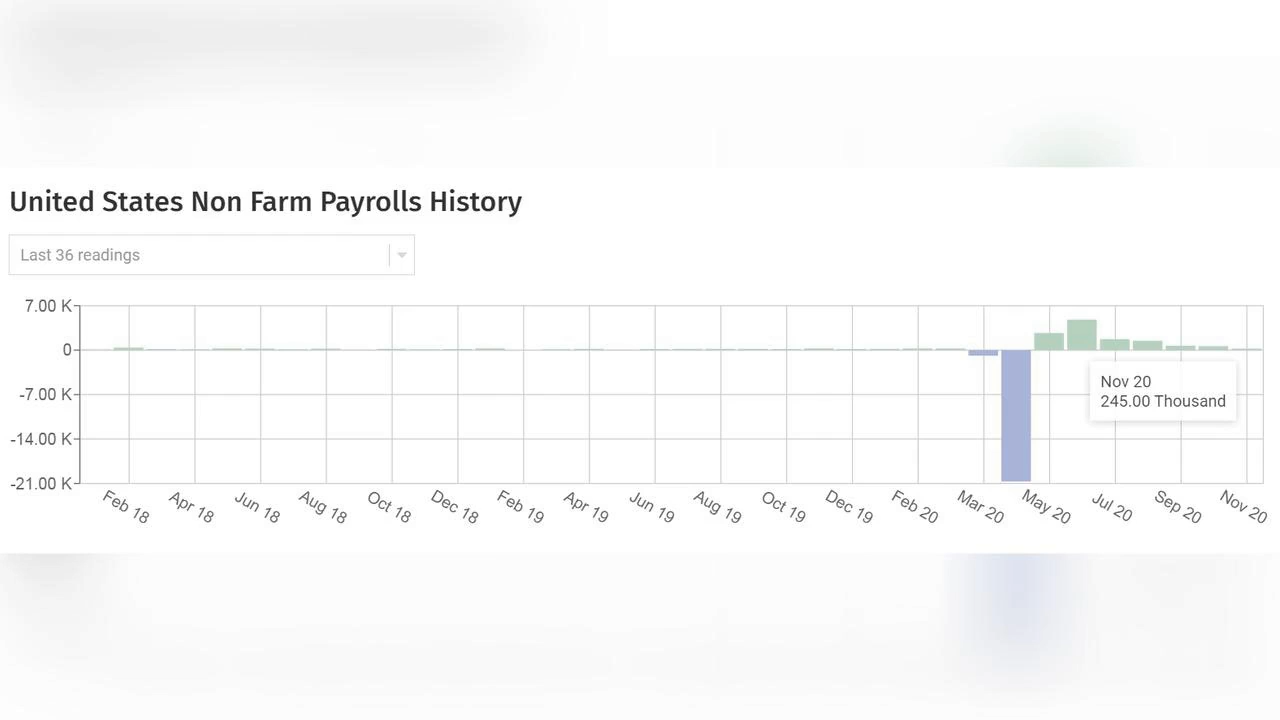 United States Non Farm Payrolls History
Last 36 readings
7.00 K
0
-7.00 K
-14.00 K
-21.00 K
Nov 20
245.00 Thousand
Feb 18
Apr 18
Jun 18
Aug 18
Oct 18
Dec 18
Feb 19
Apr 19
Jun 19
Aug 19
Oct 19
Dec 19
Feb 20
Mar 20
May 20
Jul 20
Sep 20
Nov 20